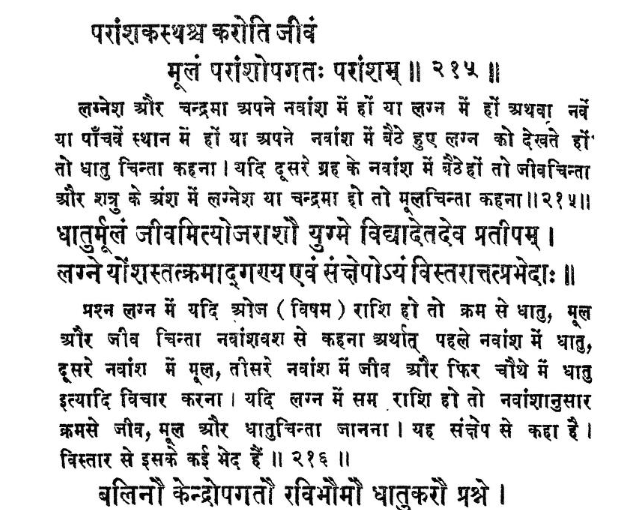 परांशकस्थश्च करोति जीवं
मूलं परांशोपगतः परांशम् ॥ २१५ ॥
लग्नेश और चन्द्रमा अपने नवांश में हों या लग्न में हों अथवा नवें
या पाँचवें स्थान में हों या अपने नवांश में बैठे हुए लग्न को देखते हों
तो धातु चिन्ता कहना । यदि दूसरे ग्रह के नवांश में बैठेहों तो जीवचिन्ता
और शत्रु के अंश में लग्नेश या चन्द्रमा हो तो मूलचिन्ता कहना॥२१५॥
धातुर्मूलं जीवमित्योजराशौ युग्मे विद्यादेतदेव प्रतीपम् ।
लग्ने योंशस्तत्क्रमाद्गण्य एवं संक्षेपोऽयं विस्तरात्तत्प्रभेदाः ॥
प्रश्न लग्न में यदि ओज ( विषम ) राशि हो तो क्रम से धातु, मूल
और जीव चिन्ता नवांशवश से कहना अर्थात् पहले नवांश में धातु,
दूसरे नवांश में मूल, तीसरे नवांश में जीव और फिर चौथे में धातु
इत्यादि विचार करना । यदि लग्न में सम राशि हो तो नवांशानुसार
क्रमसे जीव, मूल और धातुचिन्ता जानना । यह संक्षेप से कहा है ।
विस्तार से इसके कई भेद हैं ॥ २१६ ॥
बलिनौ केन्द्रोपगतौ रविभौमौ धातुकरौ प्रश्ने ।